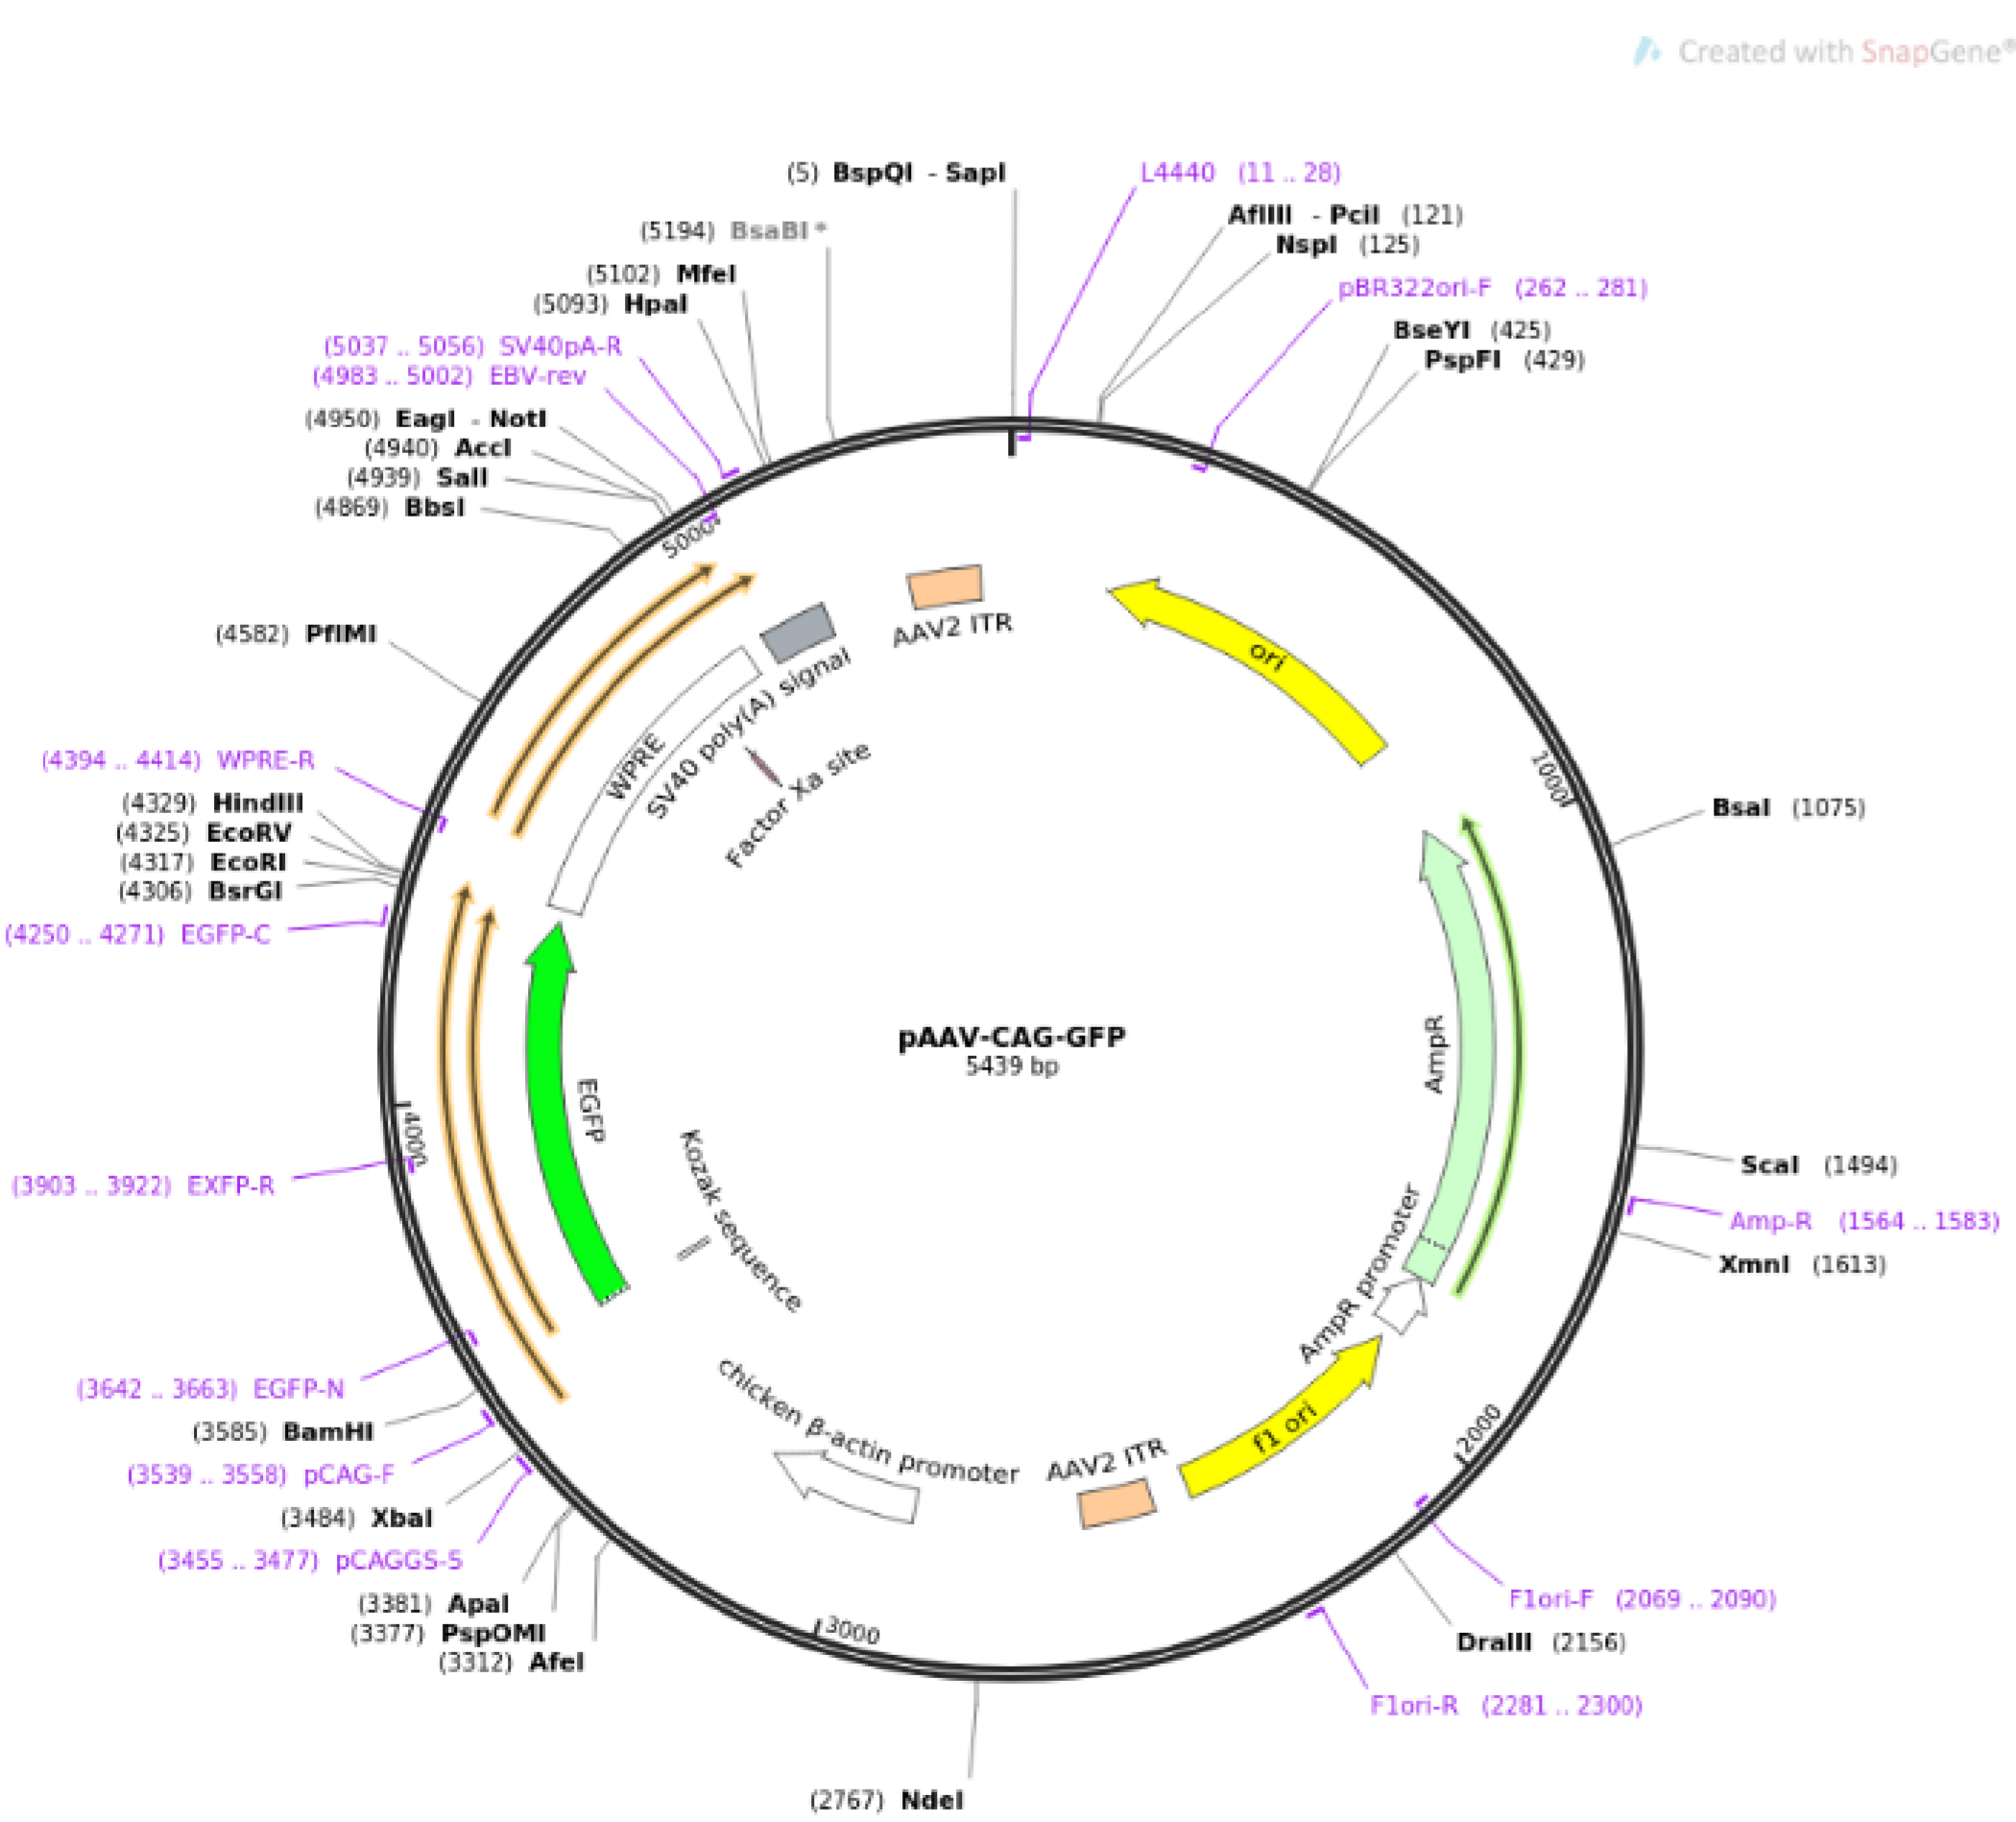 Created with SnapGene®
(5) BspQI - SapI
L4440 (11 .. 28)
AflIII - PciI (121)
NspI (125)
pBR322ori-F (262 .. 281)
BseYI (425)
PspFI (429)
BsaI (1075)
ScaI (1494)
Amp-R (1564 .. 1583)
XmnI (1613)
F1ori-F (2069 .. 2090)
DraIII (2156)
F1ori-R (2281 .. 2300)
(2767) NdeI
(3312) AfeI
(3377) PspOMI
(3381) ApaI
(3455 .. 3477) pCAGGS-5
(3484) XbaI
(3539 .. 3558) pCAG-F
(3585) BamHI
(3642 .. 3663) EGFP-N
(3903 .. 3922) EXFP-R
(4250 .. 4271) EGFP-C
(4306) BsrGI
(4317) EcoRI
(4325) EcoRV
(4329) HindIII
(4394 .. 4414) WPRE-R
(4582) PflMI
(4869) BbsI
(4939) SalI
(4940) AccI
(4950) EagI - NotI
(4983 .. 5002) EBV-rev
(5037 .. 5056) SV40pA-R
(5093) HpaI
(5102) MfeI
(5194) BsaBI *
1000
2000
3000
4000
5000
ori
AmpR
AmpR promoter
f1 ori
AAV2 ITR
chicken β-actin promoter
Kozak sequence
EGFP
WPRE
Factor Xa site
SV40 poly(A) signal
AAV2 ITR
pAAV-CAG-GFP
5439 bp